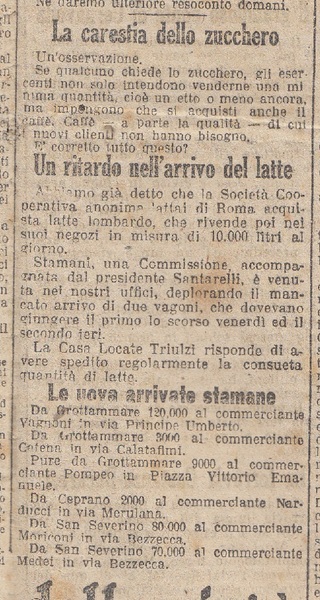 Ne daremo ulteriore resoconto domani.
La carestia dello zucchero
Un'osservazione.
Se qualcuno chiede lo zucchero, gli eser-
centi non solo intendono venderne una mi
tima quantità, cioè un etto o meno ancora,
ma impongono che si acquisti anche il
caffè. Caffè — a parte la qualità — di cui
i nuovi clienti non hanno bisogno.
E' corretto tutto questo?
Un ritardo nell'arrivo del latte
Abbiamo già detto che la Società Coo-
perativa anonima lattai di Roma acqui-
sta latte lombardo, che rivende poi nei
suoi negozi in misura di 10.000 litri al
giorno.
Stamani, una Commissione, accompa-
gnata dal presidente Santarelli, è venuta
ta nei nostri uffici, deplorando il man-
cato arrivo di due vagoni, che dovevano
giungere il primo lo scorso venerdì ed il
secondo ieri.
La Casa Locate Triulzi risponde di a-
vere spedito regolarmente la consueta
quantità di latte.
Le uova arrivate stamane
Da Grottammare 120,000 al commerciante
Vagnoni in via Principe Umberto.
Da Grottammare 3000 al commerciante
Cotena in via Calatafimi.
Pure da Grottammare 9000 al commer-
ciante Pompeo in Piazza Vittorio Ema-
nuele.
Da Ceprano 2000 al commerciante Nar-
ducci in via Merulana.
Da San Severino 80.000 al commerciante
Moriconi in via Bezzecca.
Da San Severino 70,000 al commerciante
Medei in via Bezzecca.